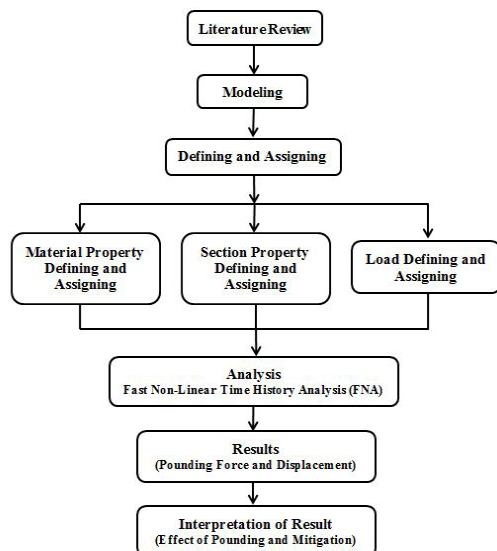 Literature Review
Modeling
Defining and Assigning
Material Property
Defining and
Assigning
Section Property
Defining and
Assigning
Load Defining and
Assigning
Analysis
Fast Non-Linear Time History Analysis (FNA)
Results
(Pounding Force and Displacement)
Interpretation of Result
(Effect of Pounding and Mitigation)